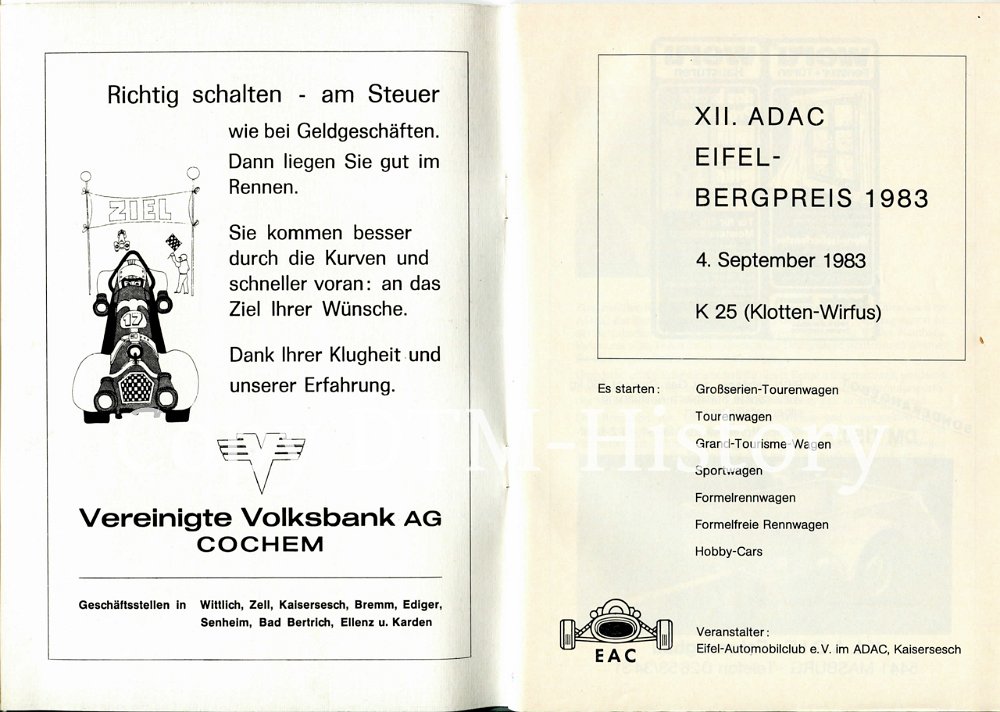 Richtig schalten - am Steuer
wie bei Geldgeschäften.
Dann liegen Sie gut im
Rennen.
ZIEL
Sie kommen besser
durch die Kurven und
schneller voran: an das
Ziel Ihrer Wünsche.
17
Dank Ihrer Klugheit und
unserer Erfahrung.
V
Vereinigte Volksbank AG
COCHEM
Geschäftsstellen in Wittlich, Zell, Kaisersesch, Bremm, Ediger,
Senheim, Bad Bertrich, Ellenz u. Karden
XII. ADAC
EIFEL-
BERGPREIS 1983
4. September 1983
K 25 (Klotten-Wirfus)
Es starten: Großserien-Tourenwagen
Tourenwagen
Grand-Tourisme-Wagen
Sportwagen
Formelrennwagen
Formelfreie Rennwagen
Hobby-Cars
EAC
Veranstalter:
Eifel-Automobilclub e.V. im ADAC, Kaisersesch
DTM-History